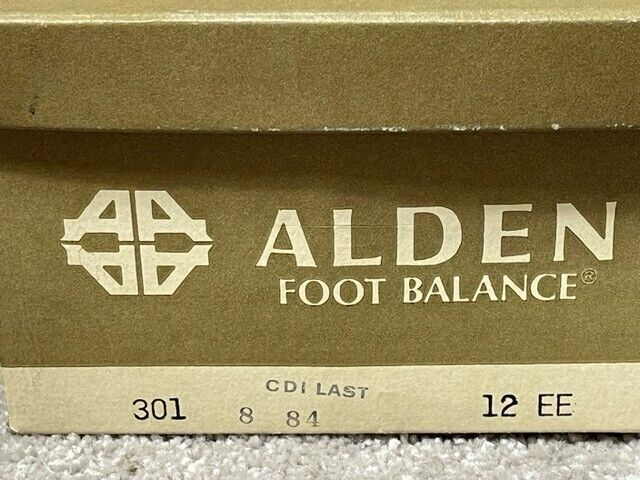 ALDEN
FOOT BALANCE®
CDI LAST
301 8 84 12 EE